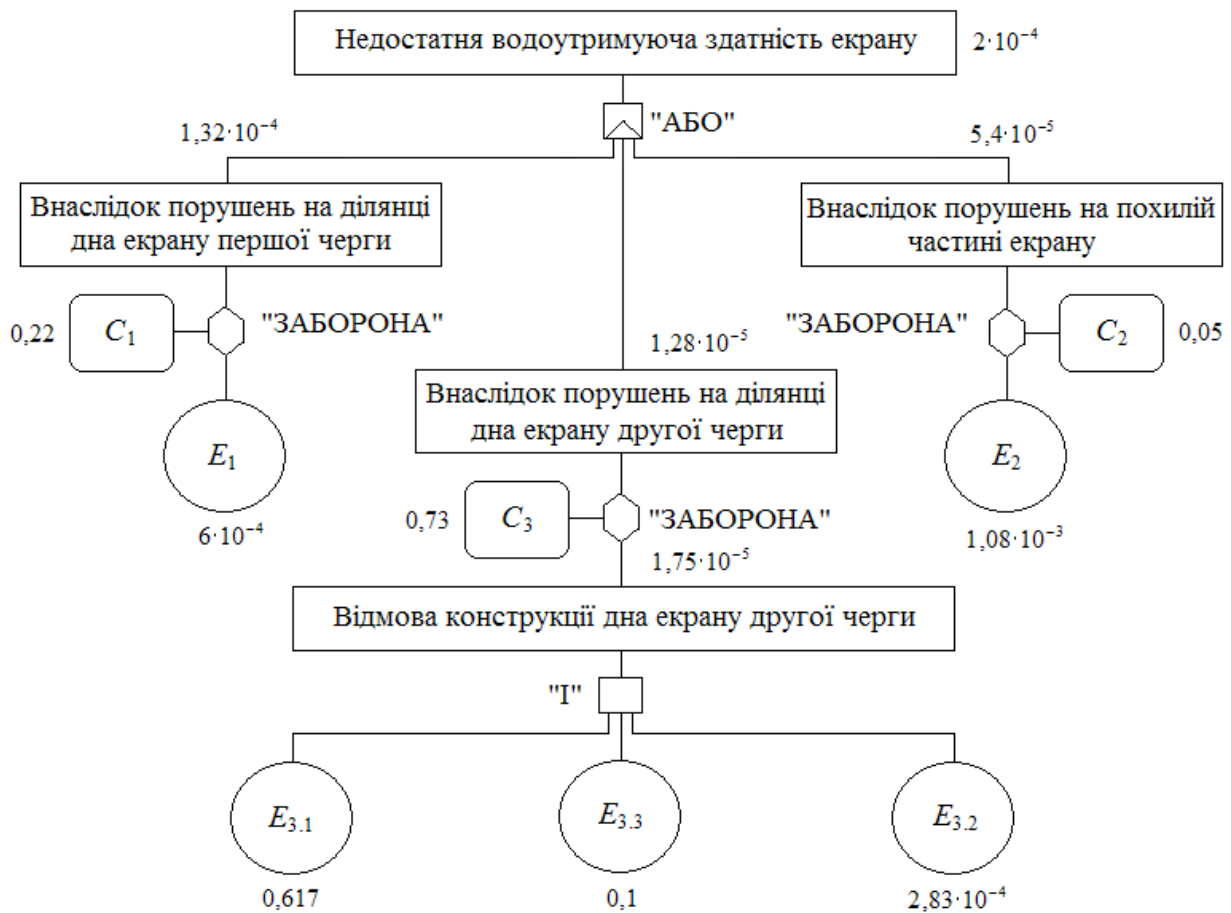 Недостатня водоутримуюча здатність екрану
2·10⁻⁴
"АБО"
1,32·10⁻⁴
5,4·10⁻⁵
Внаслідок порушень на ділянці
дна екрану першої черги
Внаслідок порушень на похилій
частині екрану
0,22
C₁
"ЗАБОРОНА"
"ЗАБОРОНА"
C₂
0,05
1,28·10⁻⁵
Внаслідок порушень на ділянці
дна екрану другої черги
E₁
E₂
6·10⁻⁴
1,08·10⁻³
0,73
C₃
"ЗАБОРОНА"
1,75·10⁻⁵
Відмова конструкції дна екрану другої черги
"І"
E₃.₁
E₃.₃
E₃.₂
0,617
0,1
2,83·10⁻⁴